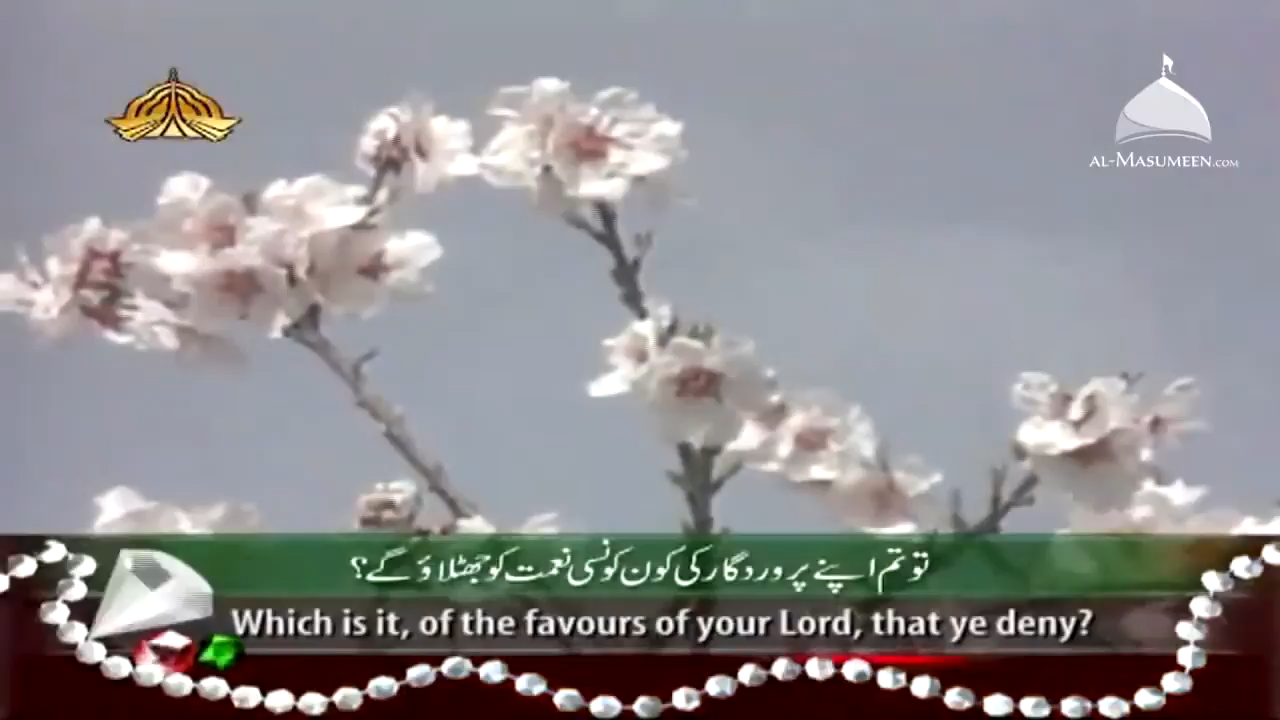 AL-MASUMEEN.COM
تو تم اپنے پروردگار کی کون کونسی نعمت کو جھٹلاؤ گے؟
Which is it, of the favours of your Lord, that ye deny?